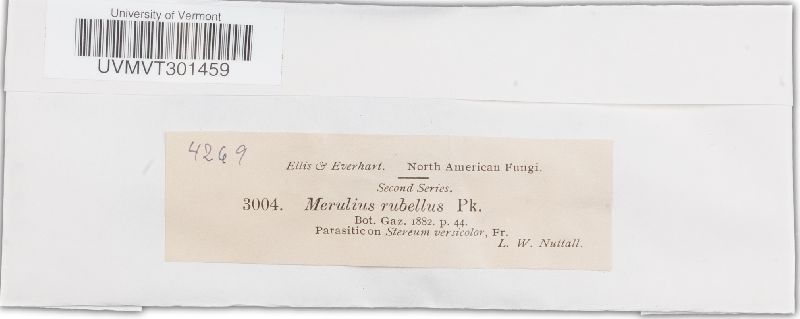 University of Vermont
UVMVT301459
4269
Ellis & Everhart. North American Fungi.
Second Series.
3004. Merulius rubellus Pk.
Bot. Gaz. 1882. p. 44.
Parasitic on Stereum versicolor, Fr.
L. W. Nuttall.